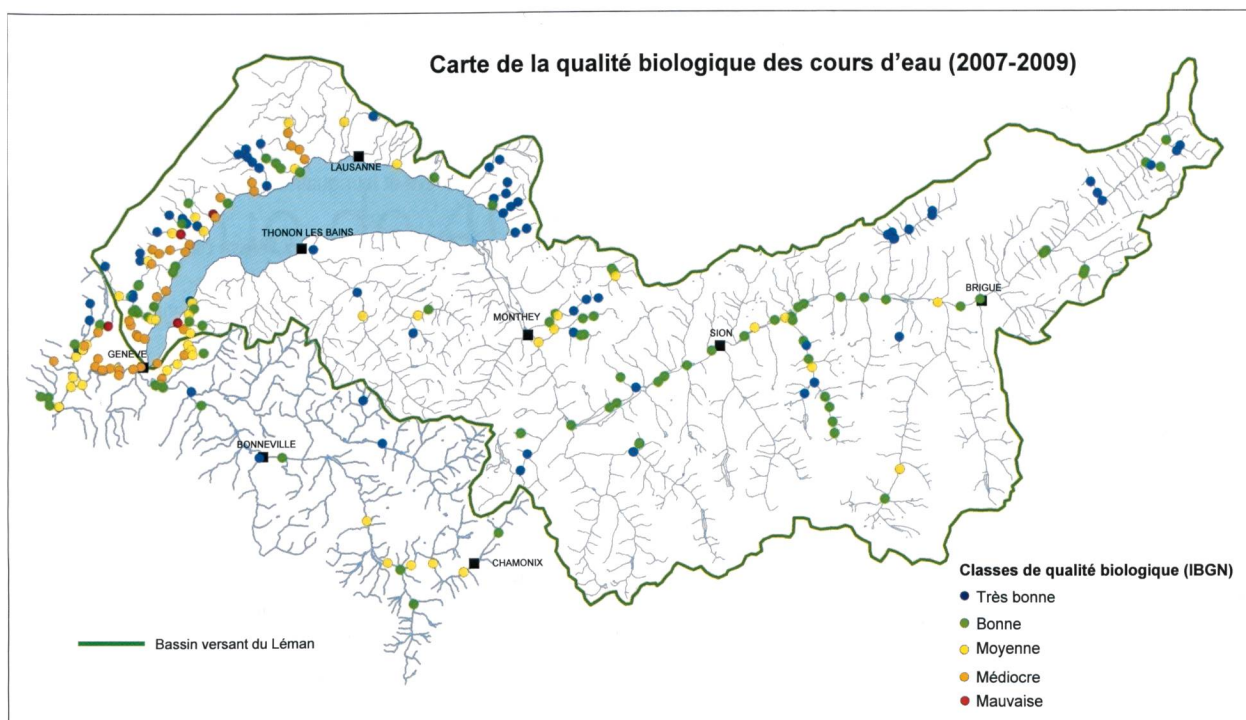 Carte de la qualité biologique des cours d'eau (2007-2009)
LAUSANNE
THONON LES BAINS
GENÈVE
MONTHEY
SION
BRIGUE
BONNEVILLE
CHAMONIX
Bassin versant du Léman
Classes de qualité biologique (IBGN)
Très bonne
Bonne
Moyenne
Médiocre
Mauvaise